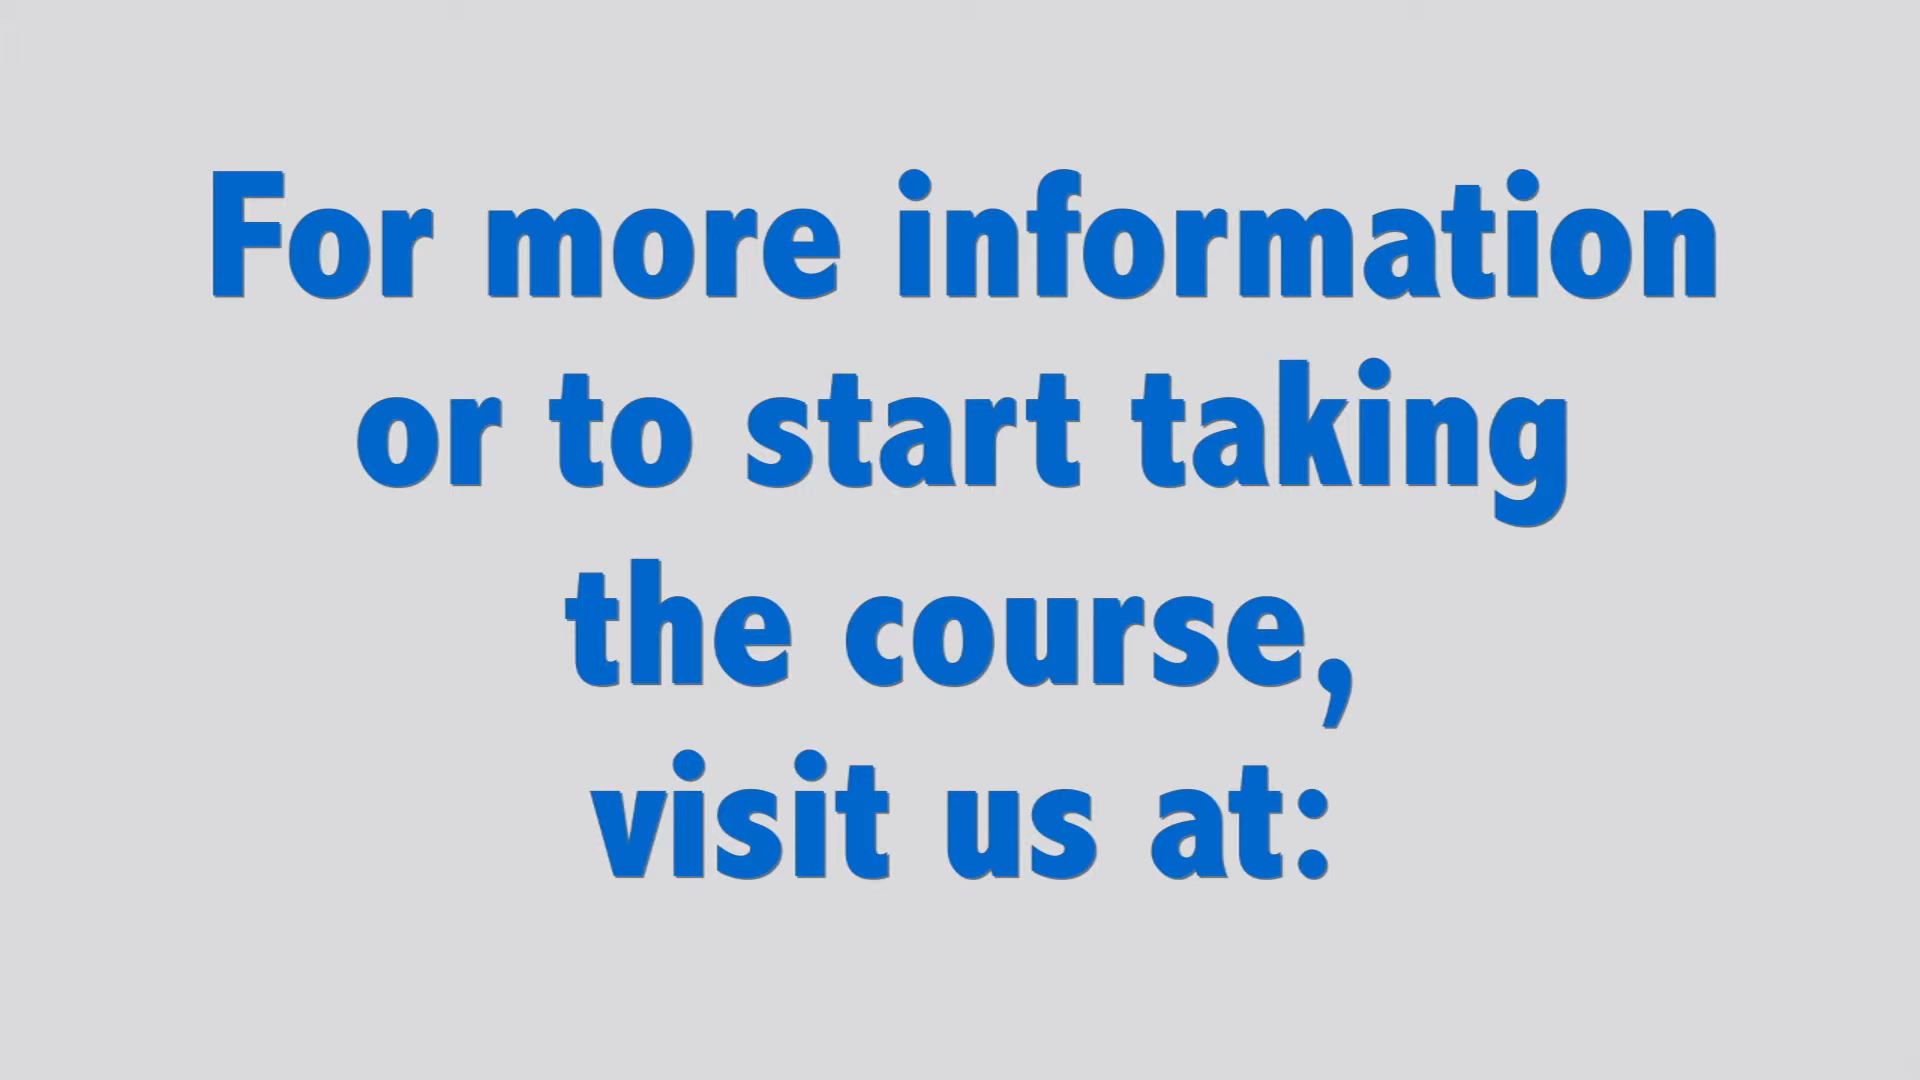 For more information
or to start taking
the course,
visit us at: